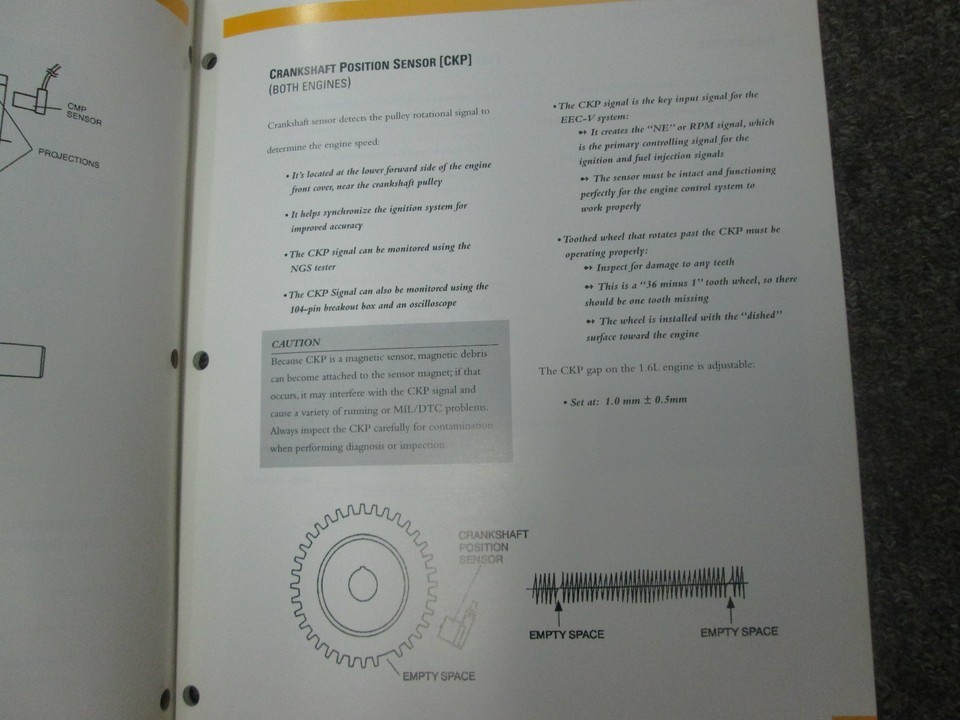 CMP
SENSOR
PROJECTIONS
CRANKSHAFT POSITION SENSOR [CKP]
(BOTH ENGINES)
Crankshaft sensor detects the pulley rotational signal to
determine the engine speed:
• It's located at the lower forward side of the engine
front cover, near the crankshaft pulley
• It helps synchronize the ignition system for
improved accuracy
• The CKP signal can be monitored using the
NGS tester
• The CKP Signal can also be monitored using the
104-pin breakout box and an oscilloscope
CAUTION
Because CKP is a magnetic sensor, magnetic debris
can become attached to the sensor magnet; if that
occurs, it may interfere with the CKP signal and
cause a variety of running or MIL/DTC problems.
Always inspect the CKP carefully for contamination
when performing diagnosis or inspection.
• The CKP signal is the key input signal for the
EEC-V system:
↔ It creates the "NE" or RPM signal, which
is the primary controlling signal for the
ignition and fuel injection signals
↔ The sensor must be intact and functioning
perfectly for the engine control system to
work properly
• Toothed wheel that rotates past the CKP must be
operating properly:
↔ Inspect for damage to any teeth
↔ This is a "36 minus 1" tooth wheel, so there
should be one tooth missing
↔ The wheel is installed with the "dished"
surface toward the engine
The CKP gap on the 1.6L engine is adjustable:
• Set at: 1.0 mm ± 0.5mm
CRANKSHAFT
POSITION
SENSOR
EMPTY SPACE
EMPTY SPACE
EMPTY SPACE